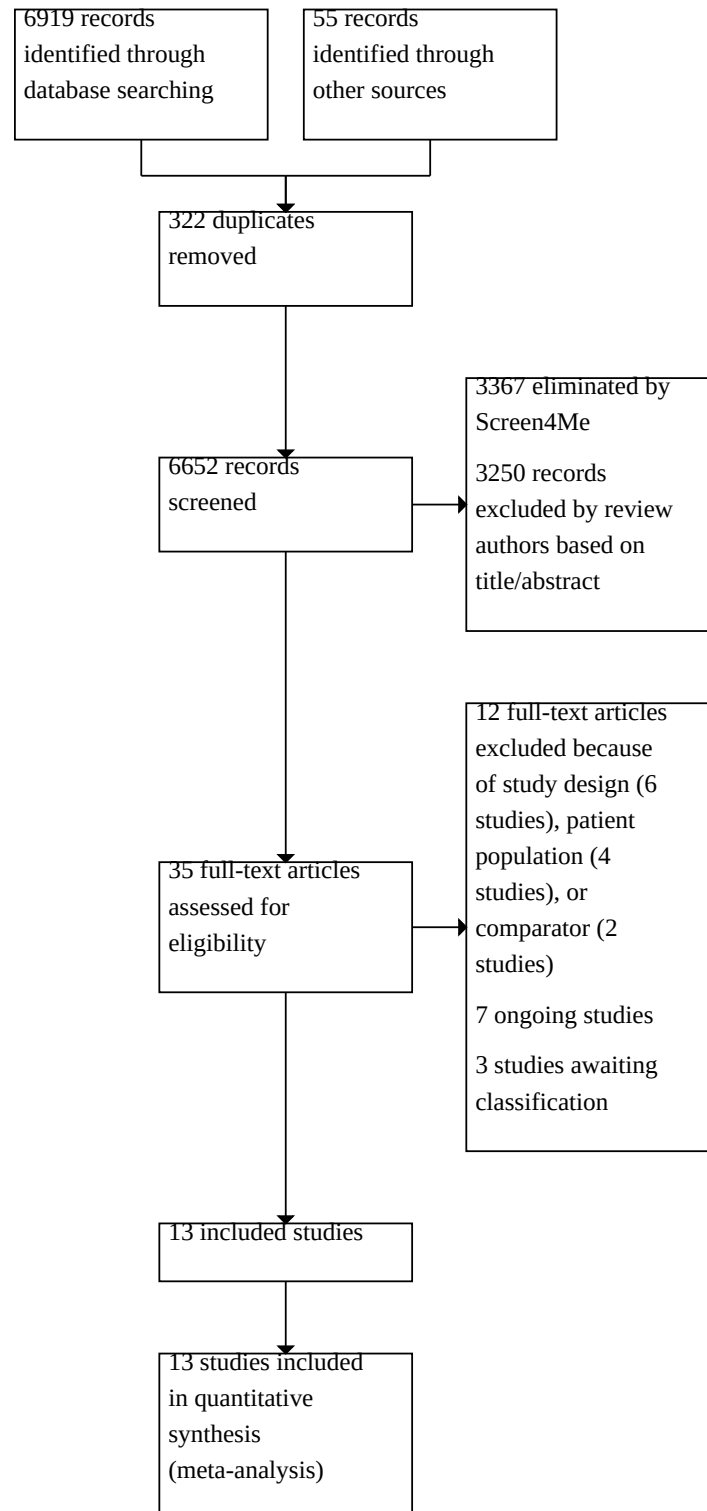 6919 records
identified through
database searching
55 records
identified through
other sources
322 duplicates
removed
6652 records
screened
3367 eliminated by
Screen4Me
3250 records
excluded by review
authors based on
title/abstract
35 full-text articles
assessed for
eligibility
12 full-text articles
excluded because
of study design (6
studies), patient
population (4
studies), or
comparator (2
studies)
7 ongoing studies
3 studies awaiting
classification
13 included studies
13 studies included
in quantitative
synthesis
(meta-analysis)